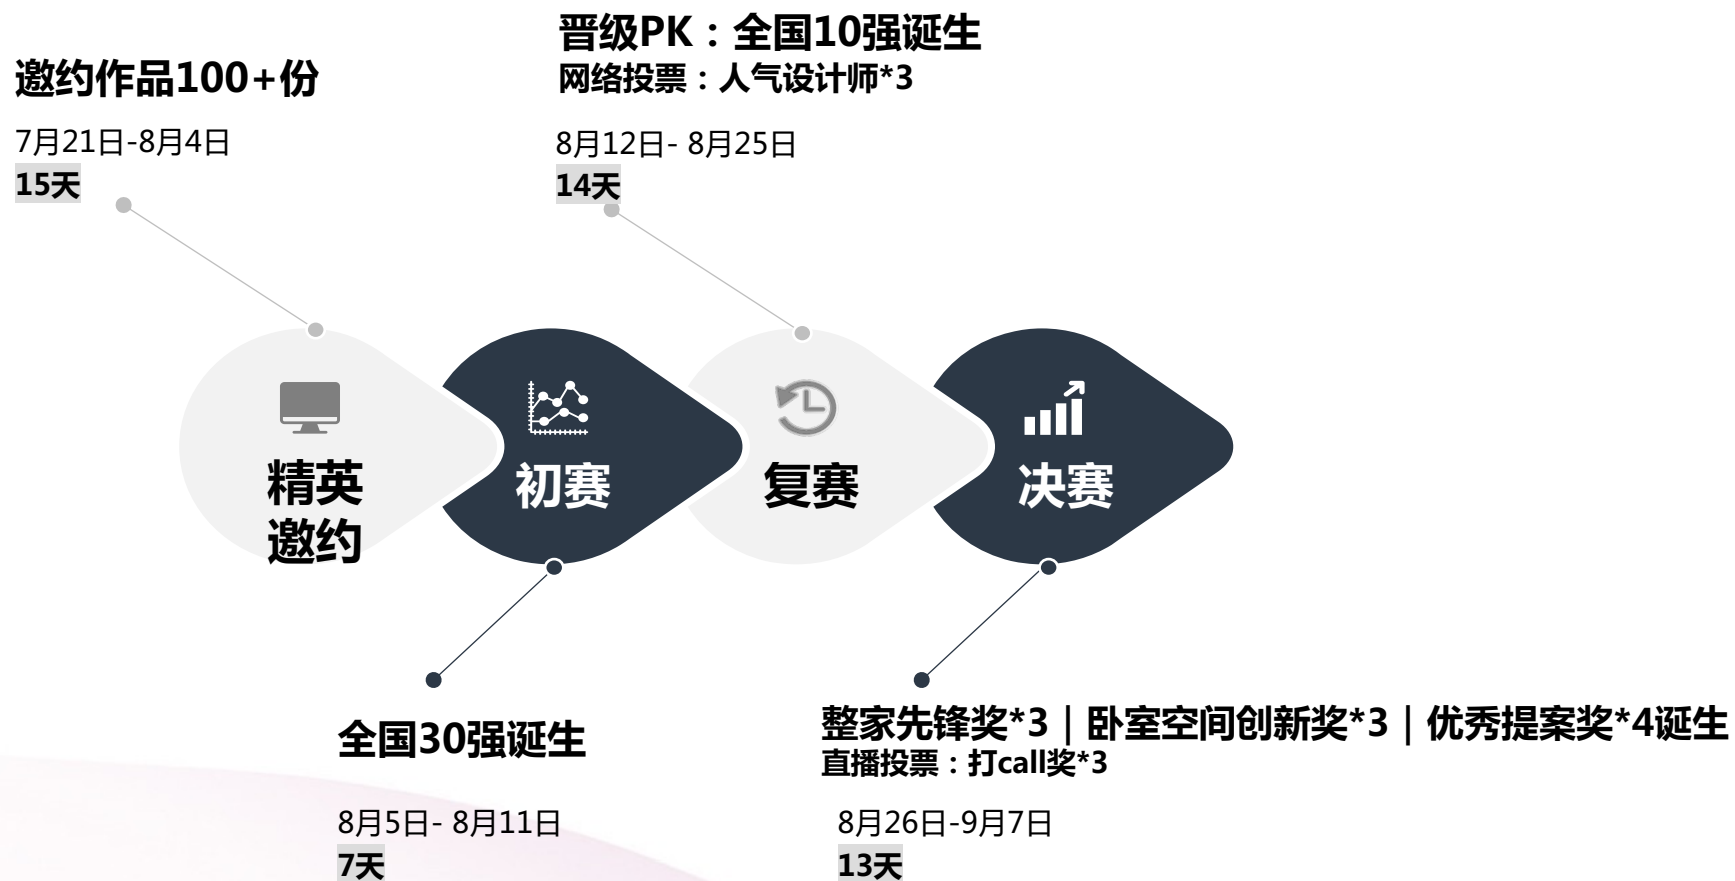 邀约作品100+份
7月21日-8月4日
15天
晋级PK：全国10强诞生
网络投票：人气设计师*3
8月12日- 8月25日
14天
精英
邀约
初赛
复赛
决赛
全国30强诞生
8月5日- 8月11日
7天
整家先锋奖*3｜卧室空间创新奖*3｜优秀提案奖*4诞生
直播投票：打call奖*3
8月26日-9月7日
13天